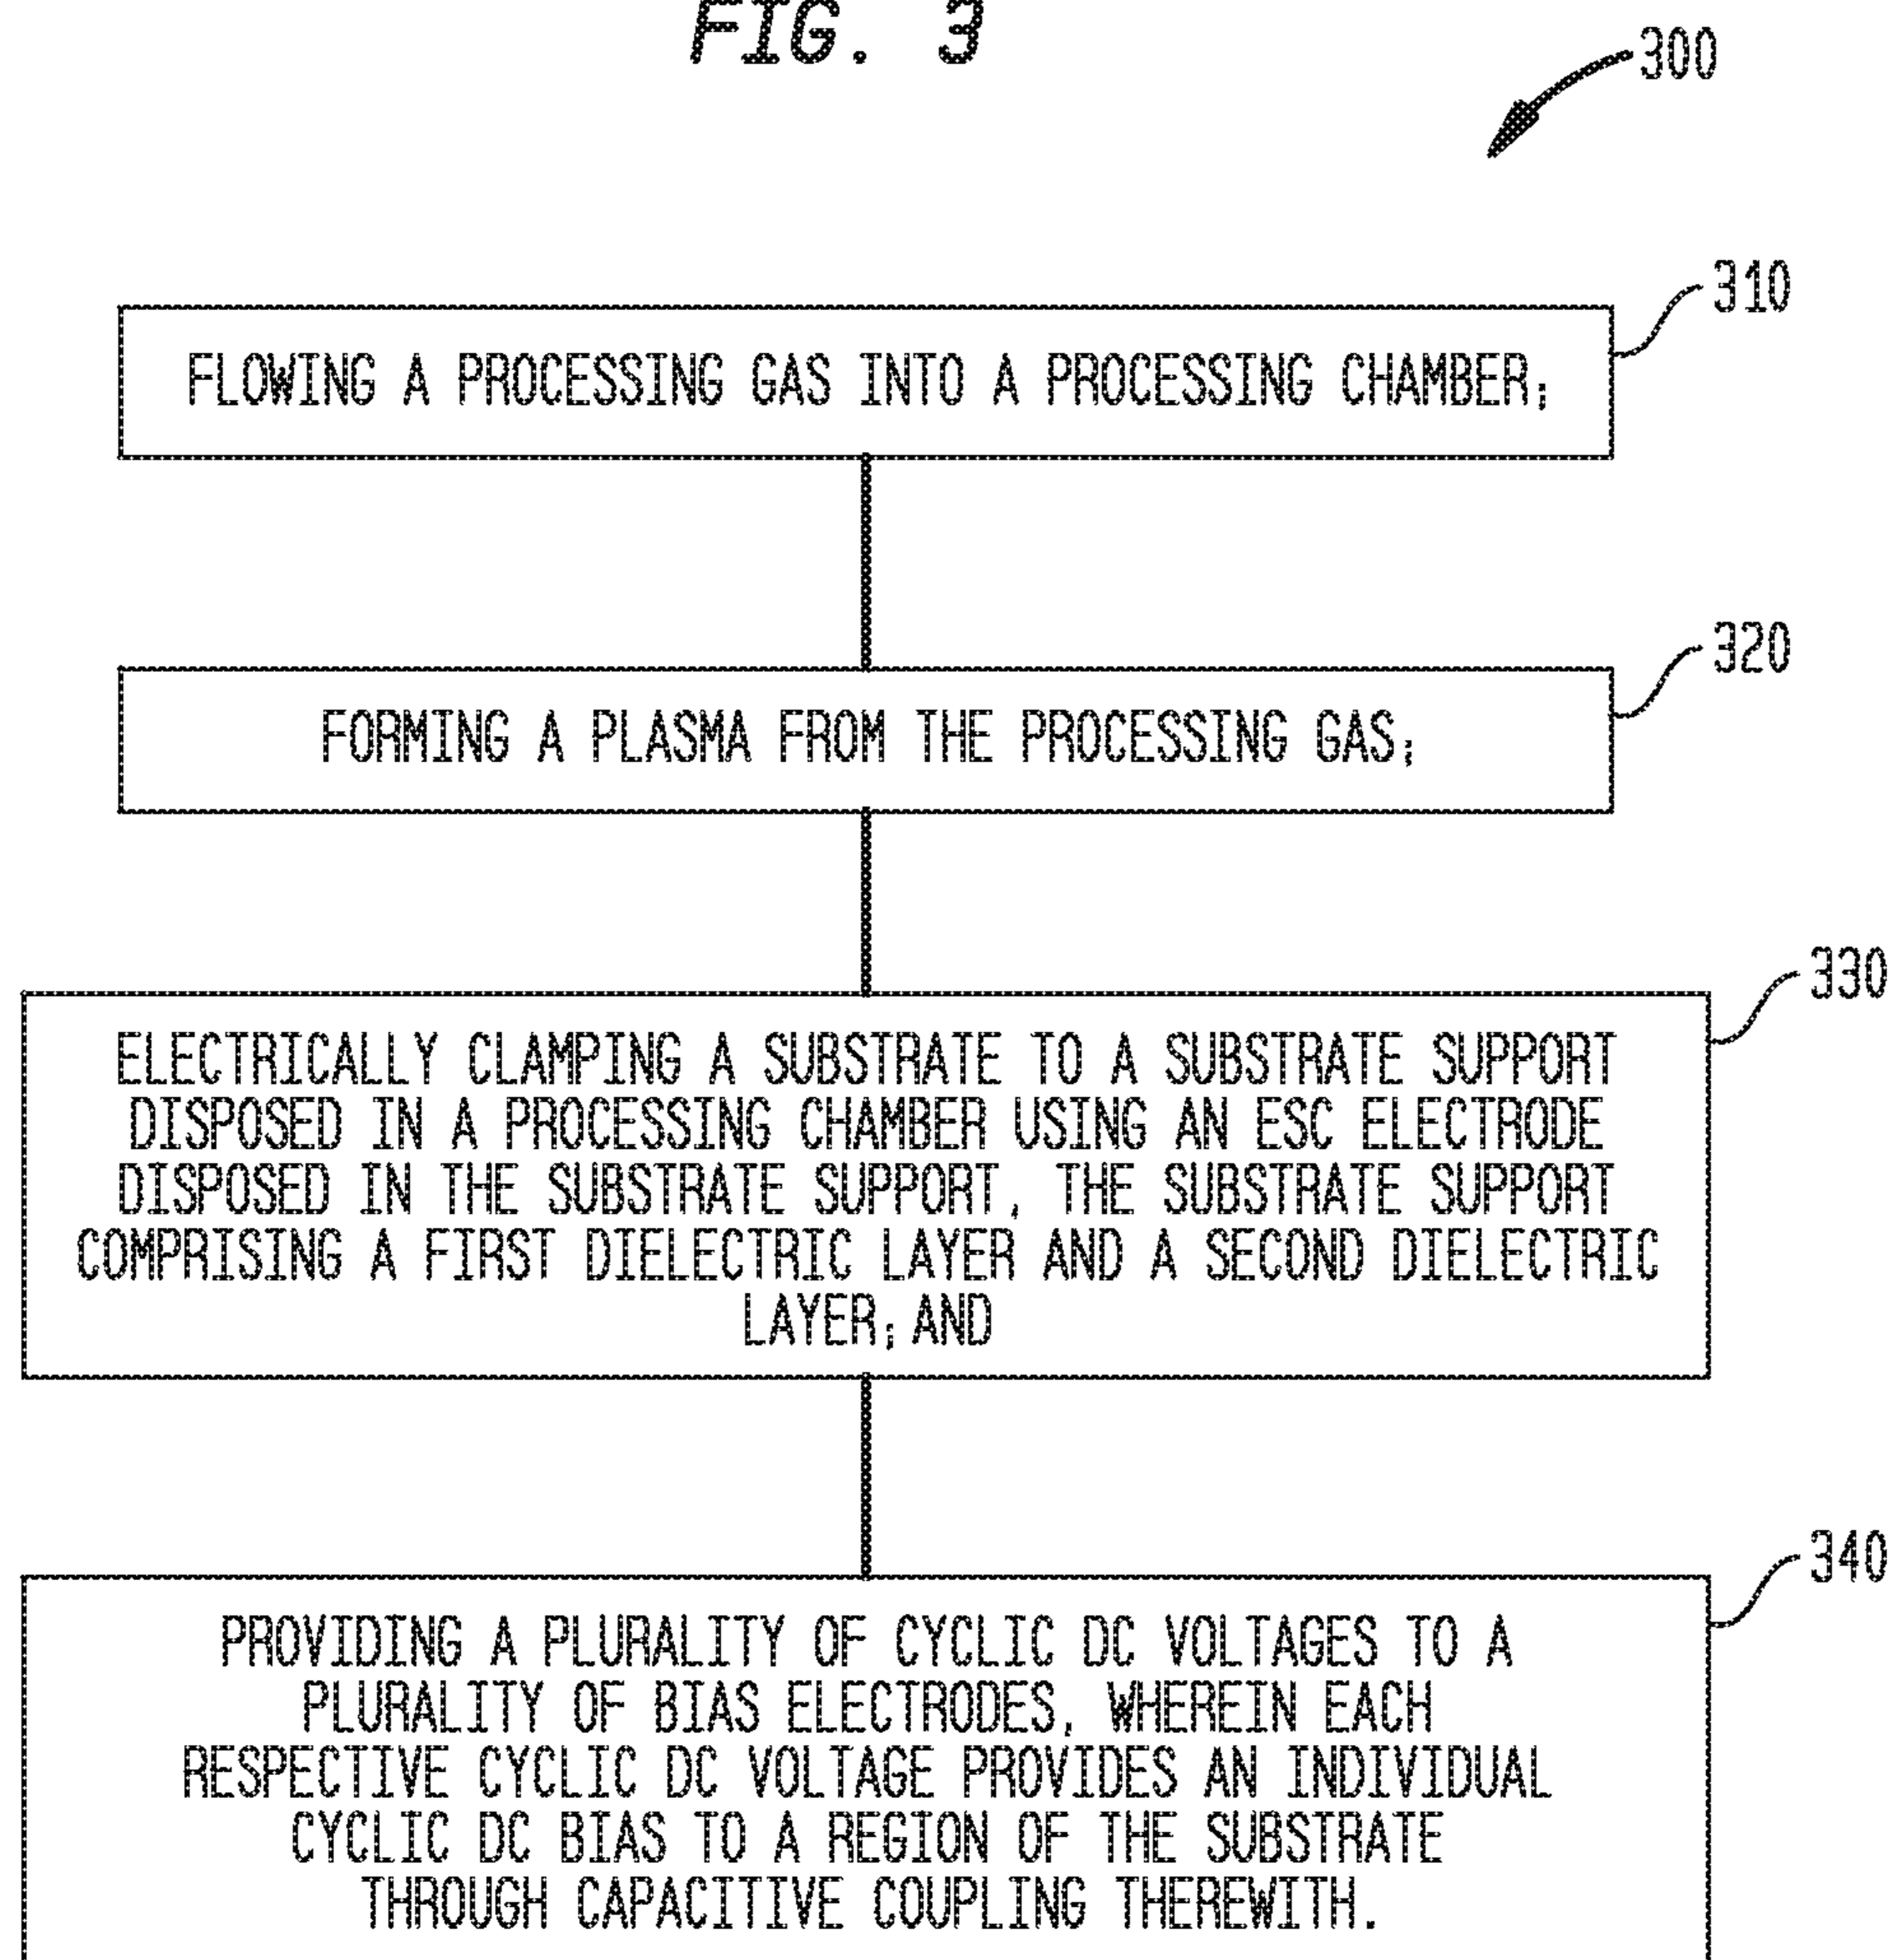 FIG. 3
300
310
FLOWING A PROCESSING GAS INTO A PROCESSING CHAMBER;
320
FORMING A PLASMA FROM THE PROCESSING GAS;
330
ELECTRICALLY CLAMPING A SUBSTRATE TO A SUBSTRATE SUPPORT
DISPOSED IN A PROCESSING CHAMBER USING AN ESC ELECTRODE
DISPOSED IN THE SUBSTRATE SUPPORT, THE SUBSTRATE SUPPORT
COMPRISING A FIRST DIELECTRIC LAYER AND A SECOND DIELECTRIC
LAYER; AND
340
PROVIDING A PLURALITY OF CYCLIC DC VOLTAGES TO A
PLURALITY OF BIAS ELECTRODES, WHEREIN EACH
RESPECTIVE CYCLIC DC VOLTAGE PROVIDES AN INDIVIDUAL
CYCLIC DC BIAS TO A REGION OF THE SUBSTRATE
THROUGH CAPACITIVE COUPLING THEREWITH.